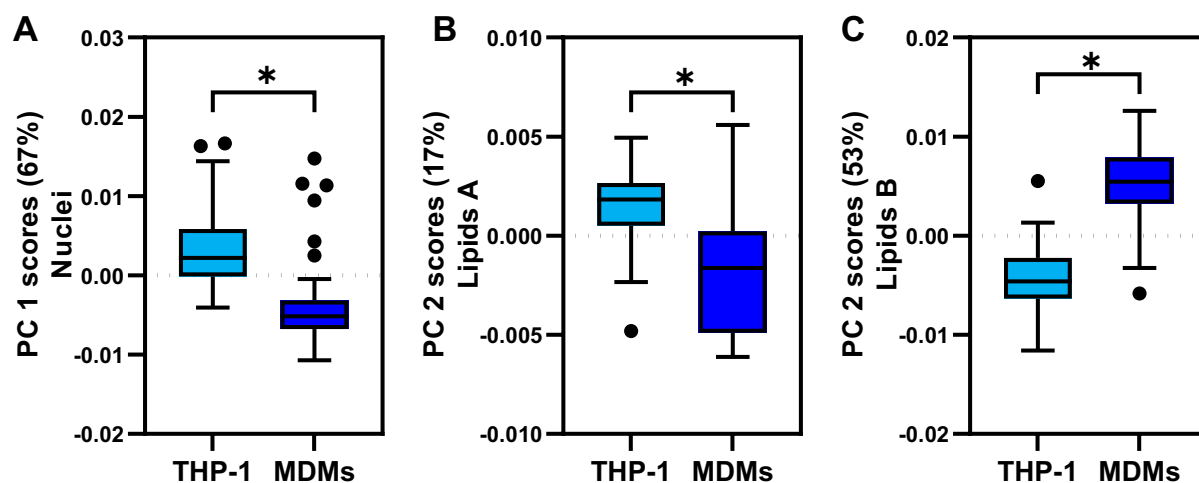 A
PC 1 scores (67%)
Nuclei
0.03
0.02
0.01
0.00
-0.01
-0.02
*
THP-1 MDMs
B
PC 2 scores (17%)
Lipids A
0.010
0.005
0.000
-0.005
-0.010
*
THP-1 MDMs
C
PC 2 scores (53%)
Lipids B
0.02
0.01
0.00
-0.01
-0.02
*
THP-1 MDMs